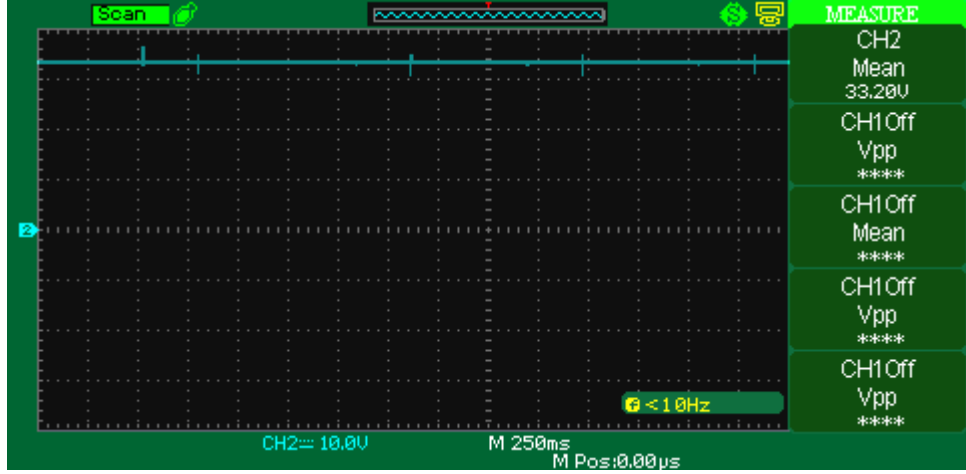 Scan
S
MEASURE
CH2
Mean
33.20V
CH1Off
Vpp
****
CH1Off
Mean
****
CH1Off
Vpp
****
CH1Off
Vpp
****
2
f <10Hz
CH2 10.0V
M 250ms
M Pos:0.00μs